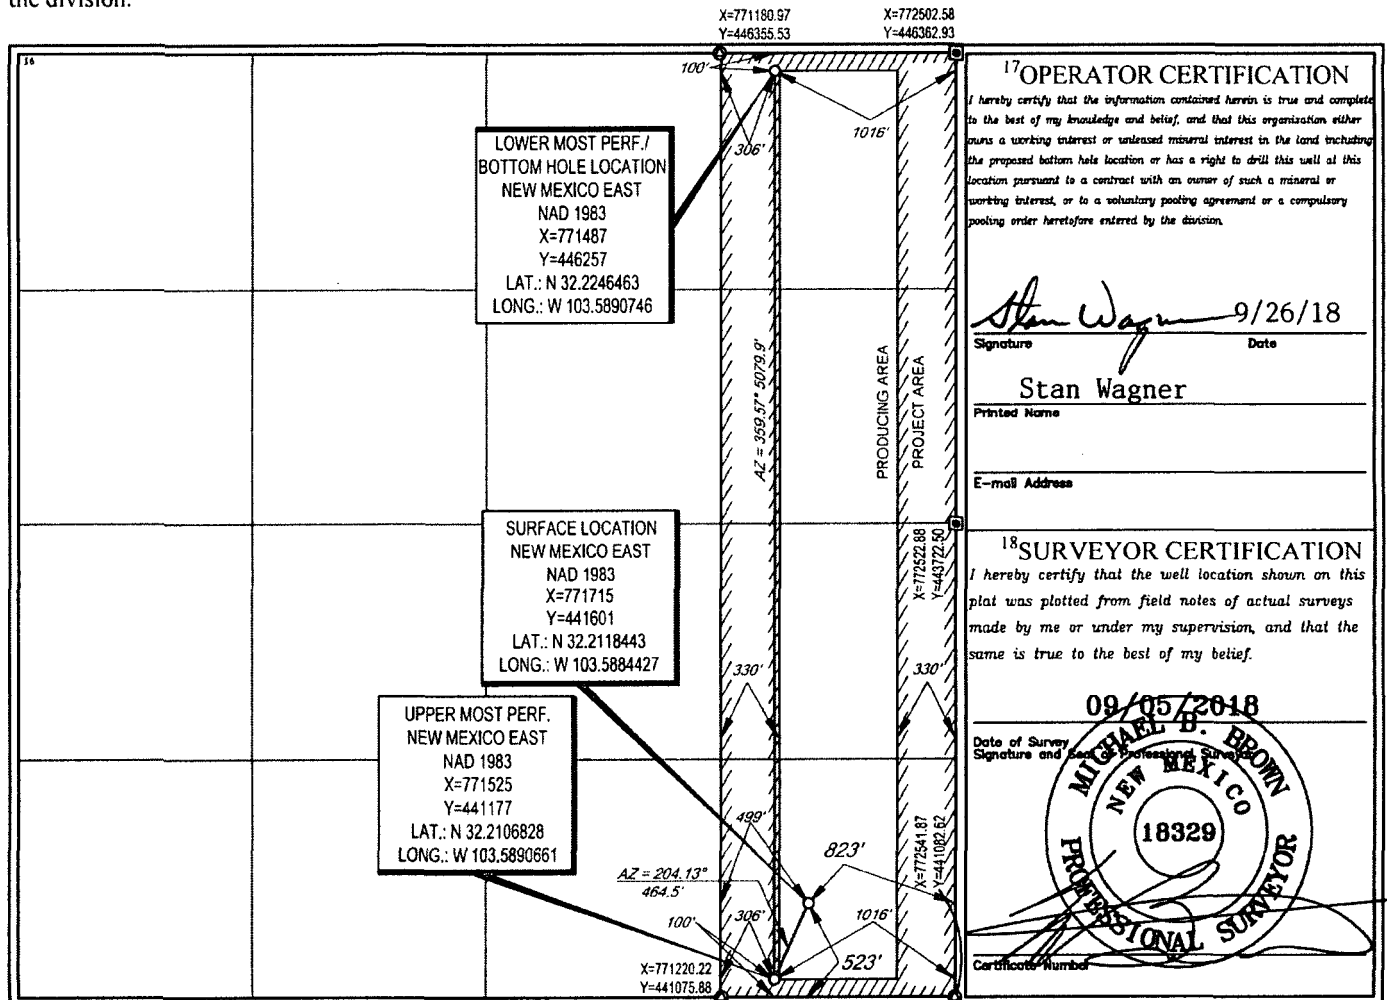 the division.
X=771180.97
Y=446355.53
X=772502.58
Y=446362.93
16
100'
306'
1016'
LOWER MOST PERF./
BOTTOM HOLE LOCATION
NEW MEXICO EAST
NAD 1983
X=771487
Y=446257
LAT.: N 32.2246463
LONG.: W 103.5890746
AZ = 359.57° 5079.9'
PRODUCING AREA
PROJECT AREA
SURFACE LOCATION
NEW MEXICO EAST
NAD 1983
X=771715
Y=441601
LAT.: N 32.2118443
LONG.: W 103.5884427
X=772522.88
Y=443722.50
330'
330'
UPPER MOST PERF.
NEW MEXICO EAST
NAD 1983
X=771525
Y=441177
LAT.: N 32.2106828
LONG.: W 103.5890661
499'
823'
X=772541.87
Y=441082.62
AZ = 204.13°
464.5'
100'
306'
1016'
523'
X=771220.22
Y=441075.88
17 OPERATOR CERTIFICATION
I hereby certify that the information contained herein is true and complete
to the best of my knowledge and belief, and that this organization either
owns a working interest or unleased mineral interest in the land including
the proposed bottom hole location or has a right to drill this well at this
location pursuant to a contract with an owner of such a mineral or
working interest, or to a voluntary pooling agreement or a compulsory
pooling order heretofore entered by the division.
Stan Wagner 9/26/18
Signature Date
Stan Wagner
Printed Name
E-mail Address
18 SURVEYOR CERTIFICATION
I hereby certify that the well location shown on this
plat was plotted from field notes of actual surveys
made by me or under my supervision, and that the
same is true to the best of my belief.
09/05/2018
Date of Survey
Signature and Seal of Professional Surveyor
MICHAEL B. BROWN
NEW MEXICO
18329
PROFESSIONAL SURVEYOR
Certificate Number